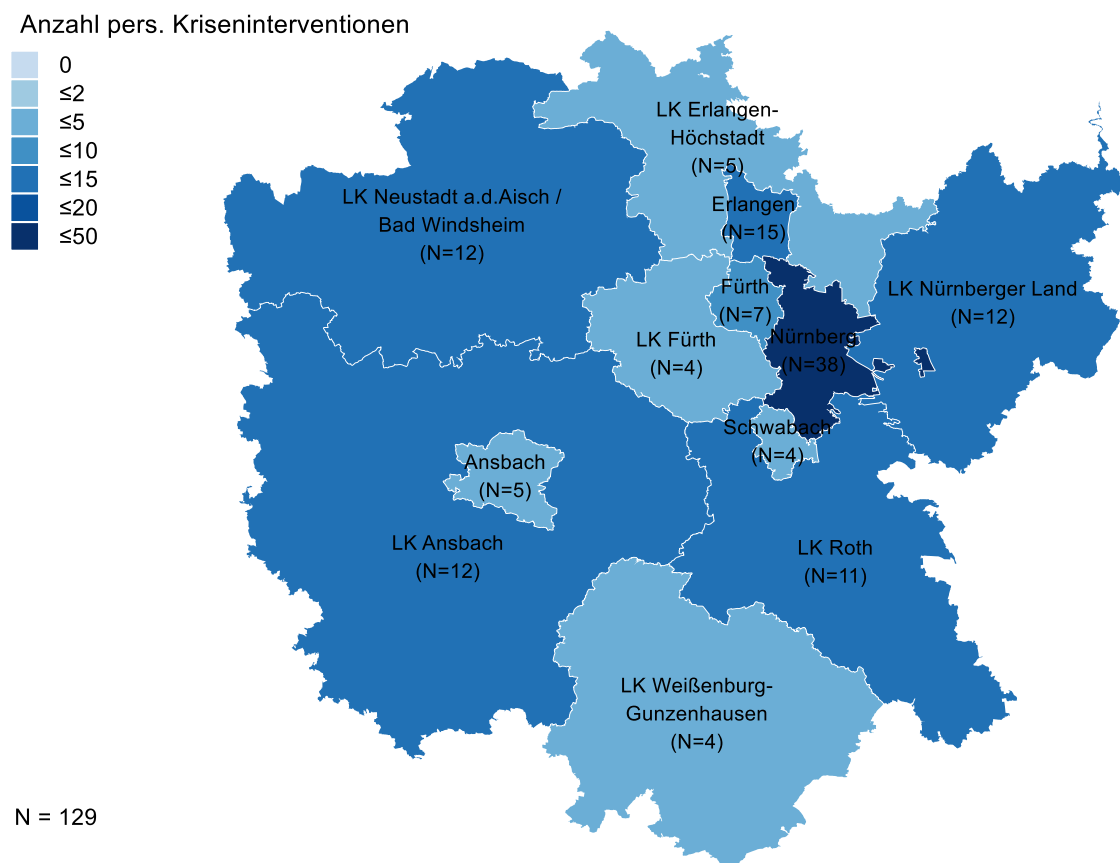 Anzahl pers. Kriseninterventionen
0
≤2
≤5
≤10
≤15
≤20
≤50
LK Erlangen-
Höchstadt
(N=5)
LK Neustadt a.d.Aisch /
Bad Windsheim
(N=12)
Erlangen
(N=15)
Fürth
(N=7)
LK Nürnberger Land
(N=12)
LK Fürth
(N=4)
Nürnberg
(N=38)
Schwabach
(N=4)
Ansbach
(N=5)
LK Ansbach
(N=12)
LK Roth
(N=11)
LK Weißenburg-
Gunzenhausen
(N=4)
N = 129